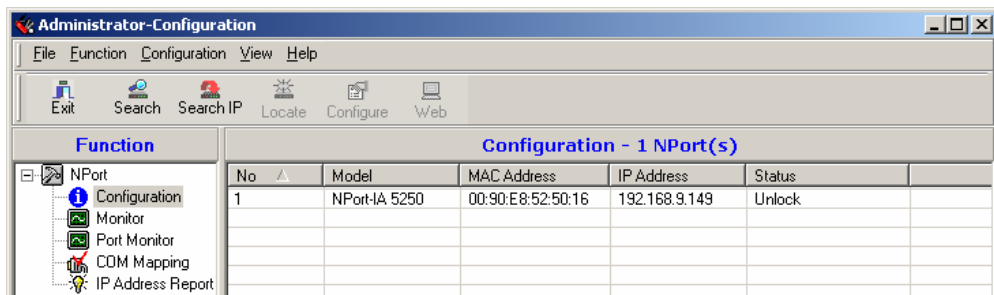 Administrator-Configuration
File Function Configuration View Help
Exit Search Search IP Locate Configure Web
Function
Configuration - 1 NPort(s)
NPort
Configuration
Monitor
Port Monitor
COM Mapping
IP Address Report
No Model MAC Address IP Address Status
1 NPort-IA 5250 00:90:E8:52:50:16 192.168.9.149 Unlock